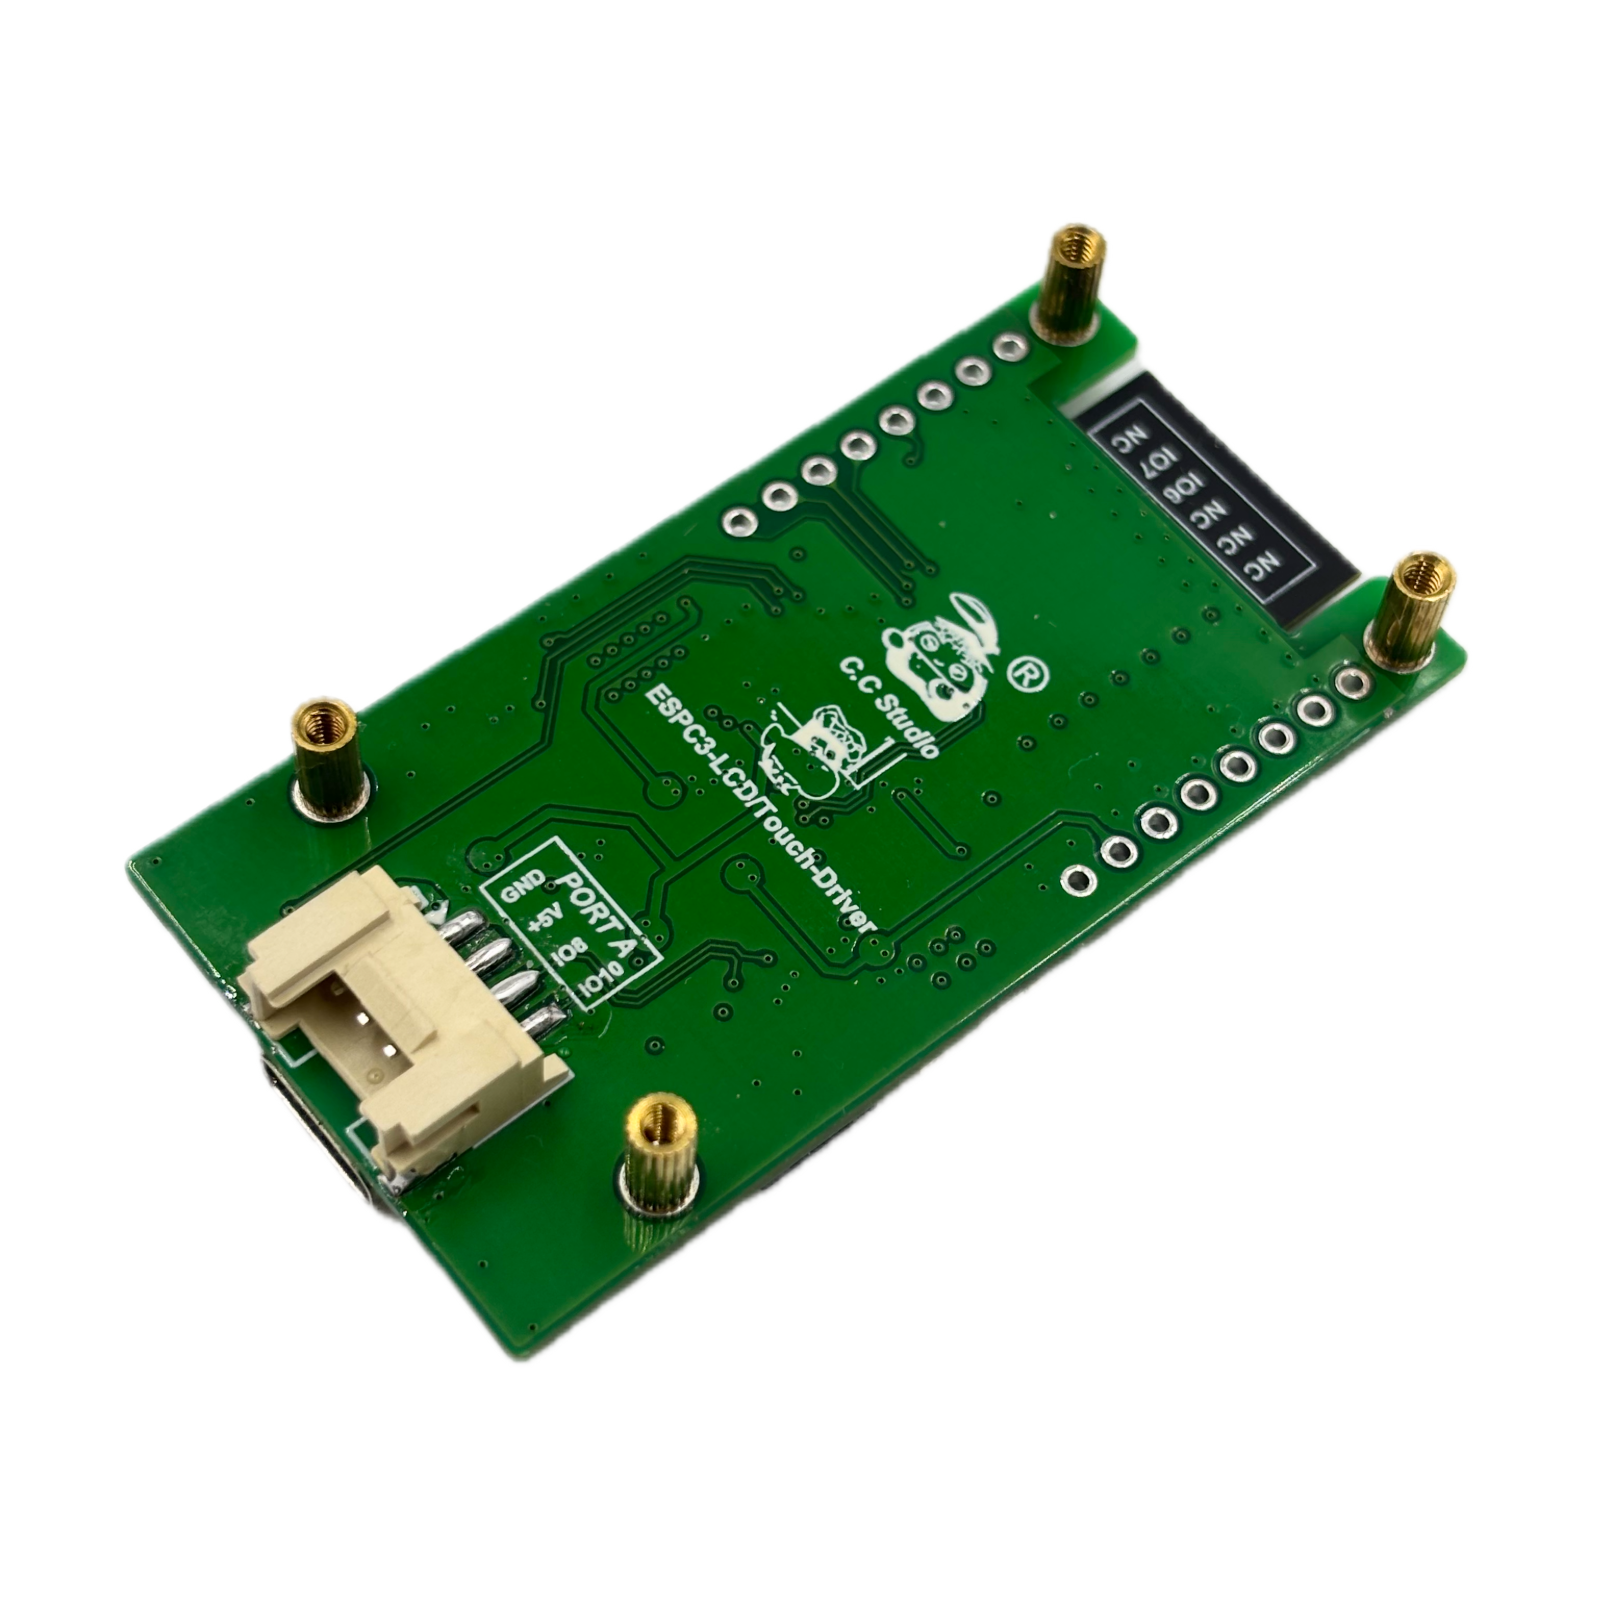 NC
IO7
IO6
NC
NC
NC
®
C.C Studio
ESPC3-LCD/Touch-Driver
PORT A
GND
+5V
IO8
IO10